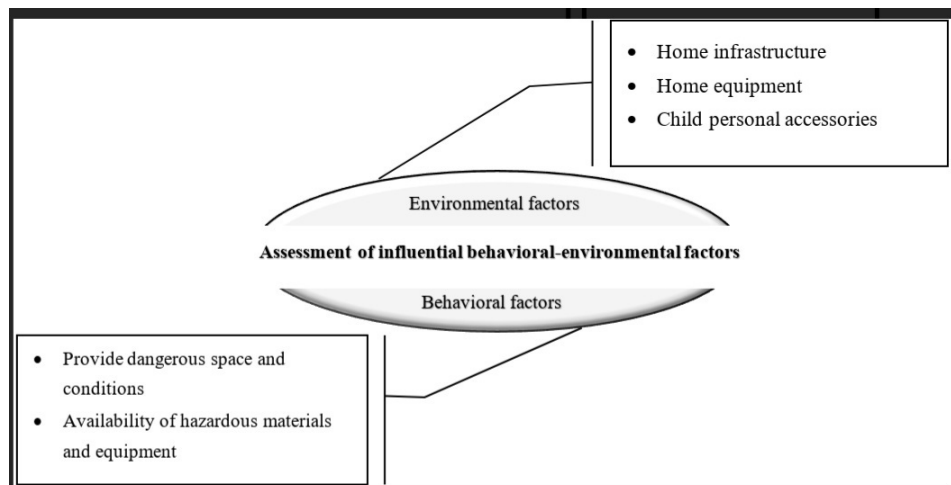 • Home infrastructure
• Home equipment
• Child personal accessories
Environmental factors
Assessment of influential behavioral-environmental factors
Behavioral factors
• Provide dangerous space and
conditions
• Availability of hazardous materials
and equipment